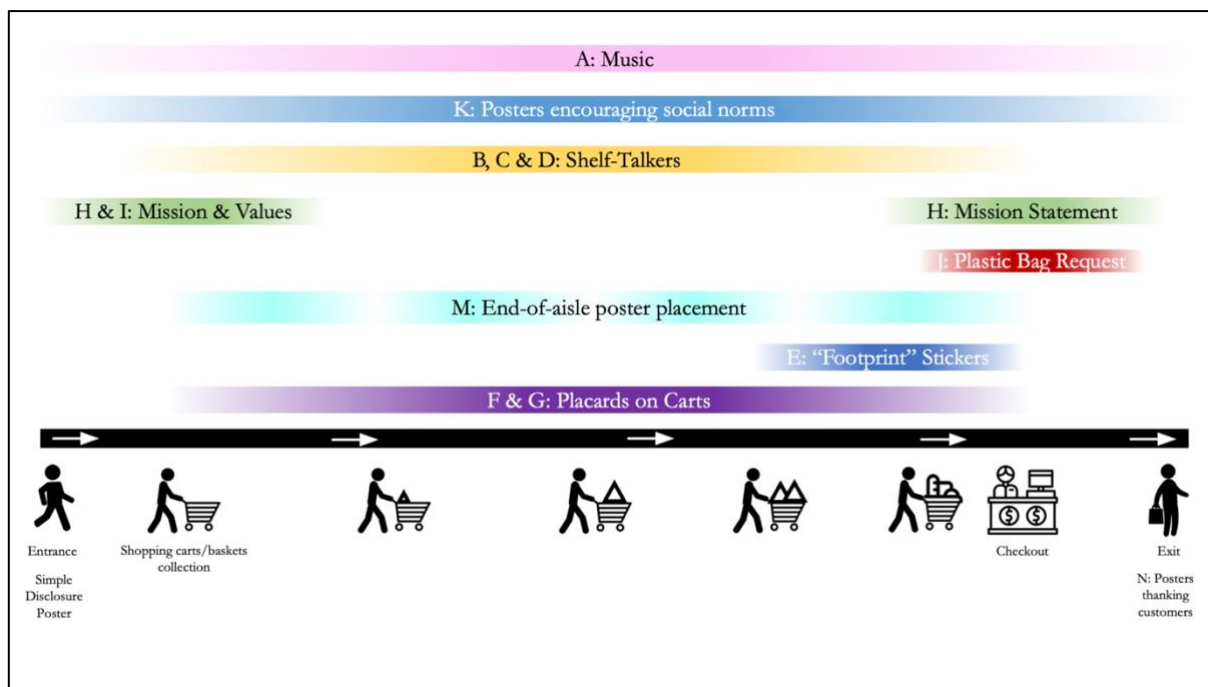 A: Music
K: Posters encouraging social norms
B, C & D: Shelf-Talkers
H & I: Mission & Values
H: Mission Statement
J: Plastic Bag Request
M: End-of-aisle poster placement
E: “Footprint” Stickers
F & G: Placards on Carts
Entrance
Simple
Disclosure
Poster
Shopping carts/baskets
collection
$ $
Checkout
Exit
N: Posters
thanking
customers